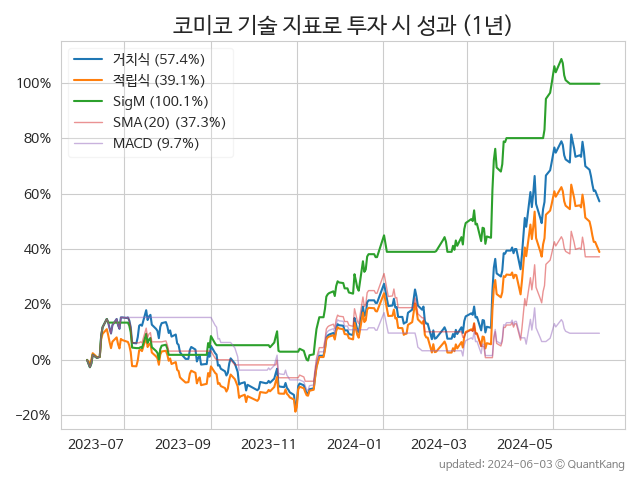 코미코 기술 지표로 투자 시 성과 (1년)
거치식 (57.4%)
적립식 (39.1%)
SigM (100.1%)
SMA(20) (37.3%)
MACD (9.7%)
100%
80%
60%
40%
20%
0%
−20%
2023-07
2023-09
2023-11
2024-01
2024-03
2024-05
updated: 2024-06-03 © QuantKang